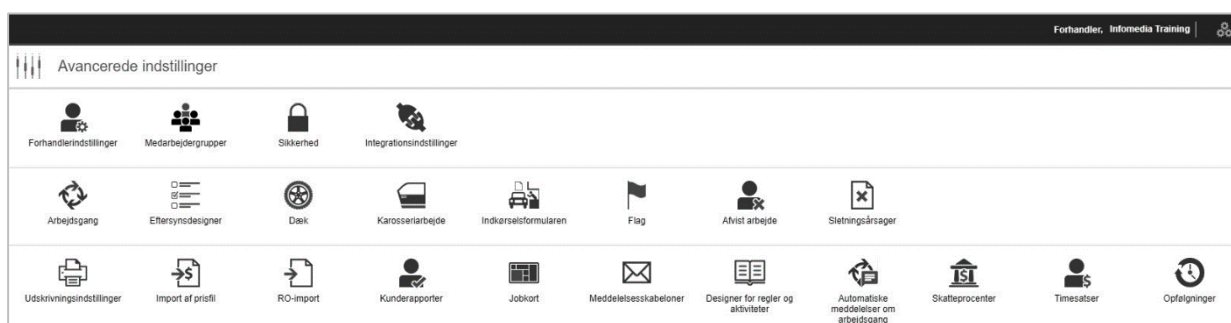 Forhandler, Infomedia Training
Avancerede indstillinger
Forhandlerindstillinger Medarbejdergrupper Sikkerhed Integrationsindstillinger
Arbejdsgang Eftersynsdesigner Dæk Karosseriarbejde Indkørselsformularen Flag Afvist arbejde Sletningsårsager
Udskrivningsindstillinger Import af prisfil RO-import Kunderapporter Jobkort Meddelelsesskabeloner Designer for regler og aktiviteter Automatiske meddelelser om arbejdsgang Skatteprocenter Timesatser Opfølgninger